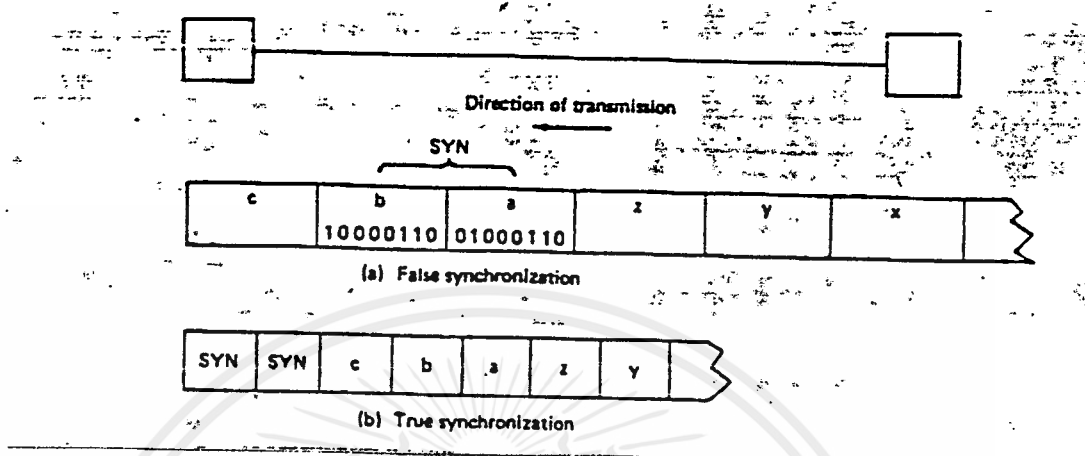 Direction of transmission
SYN
c b a z y x
10000110 01000110
(a) False synchronization
SYN SYN c b a z y
(b) True synchronization